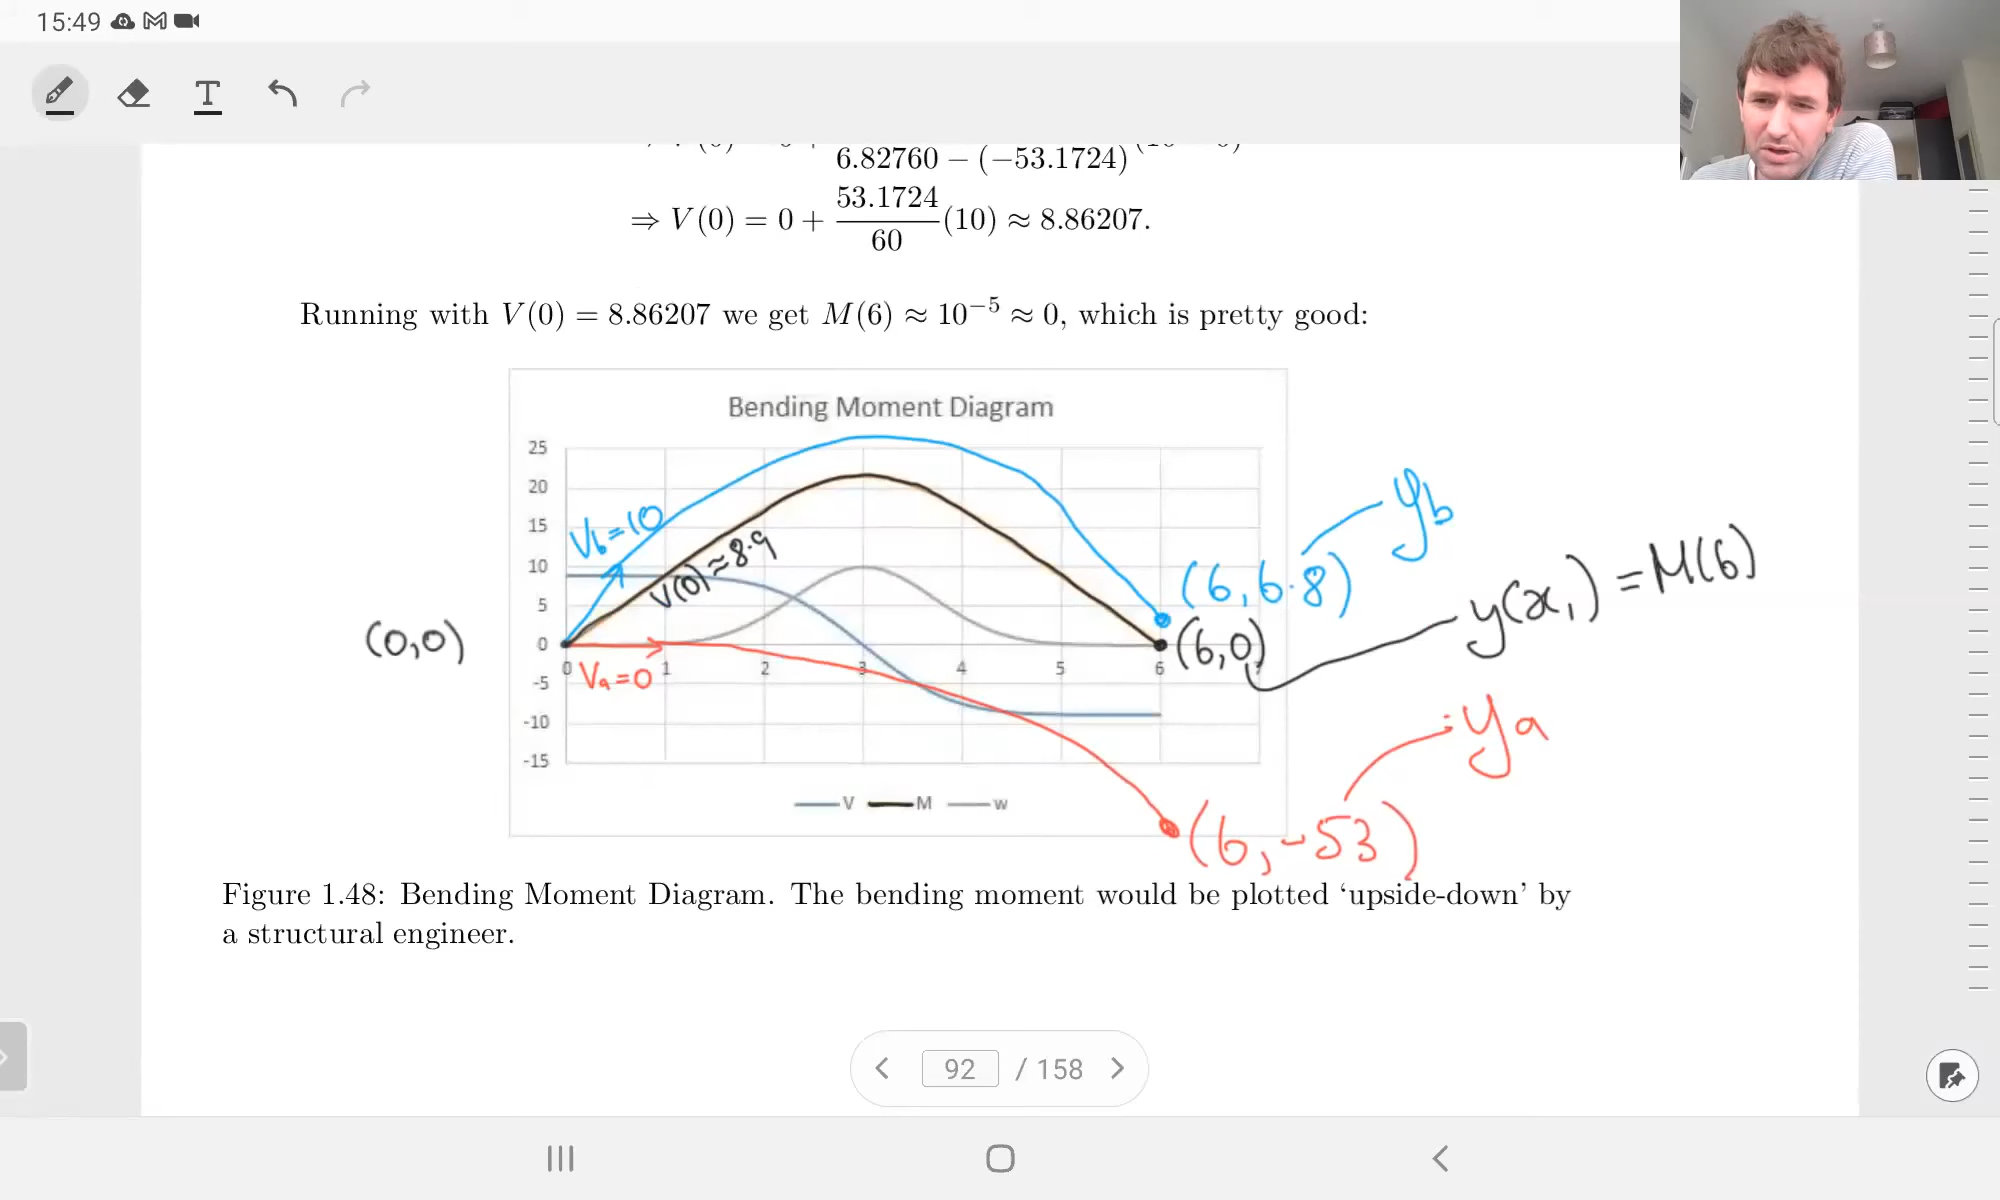 15:49
6.82760 − (−53.1724)
⇒ V(0) = 0 + 53.1724/60 (10) ≈ 8.86207.
Running with V(0) = 8.86207 we get M(6) ≈ 10⁻⁵ ≈ 0, which is pretty good:
Bending Moment Diagram
25
20
15
10
5
0
-5
-10
-15
0 1 2 3 4 5 6
V M w
V_b=10
V(0)≈8.9
V_a=0
(0,0)
y_b
(6,6.8)
y(x₁)=M(6)
(6,0)
y_a
(6,-53)
Figure 1.48: Bending Moment Diagram. The bending moment would be plotted ‘upside-down’ by
a structural engineer.
92 / 158